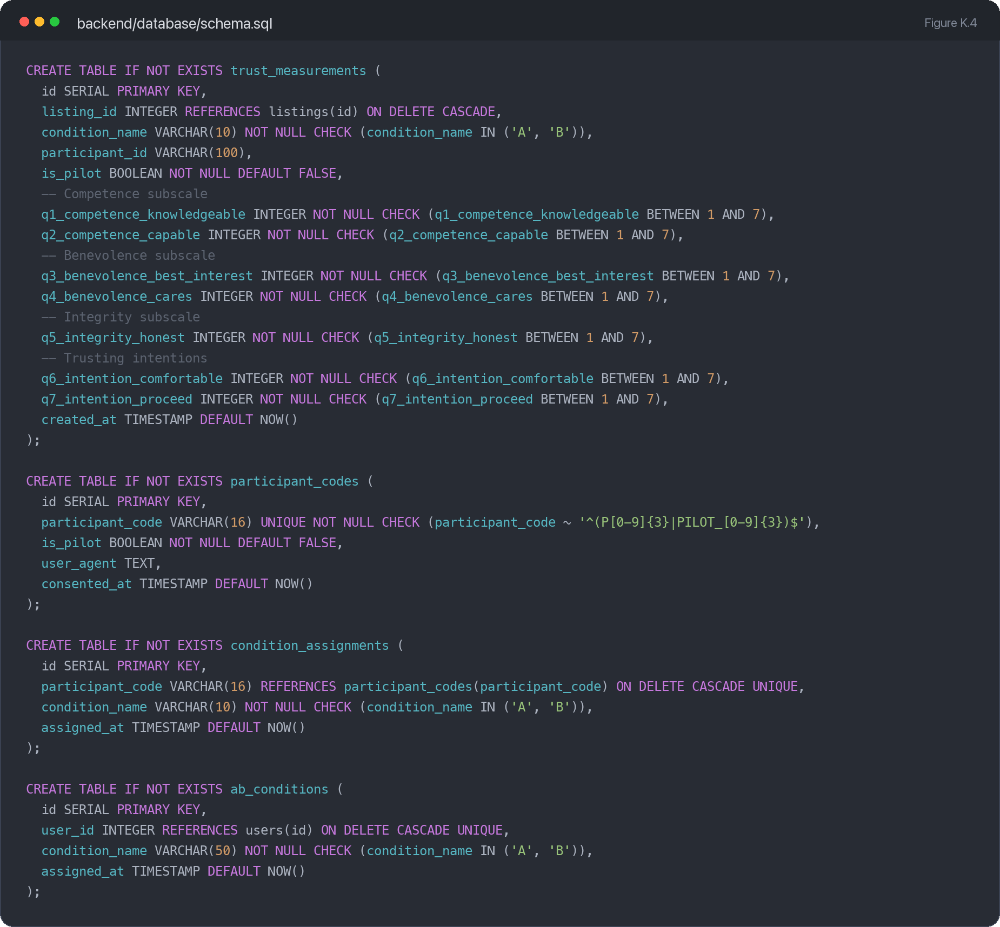 backend/database/schema.sql
Figure K.4
CREATE TABLE IF NOT EXISTS trust_measurements (
  id SERIAL PRIMARY KEY,
  listing_id INTEGER REFERENCES listings(id) ON DELETE CASCADE,
  condition_name VARCHAR(10) NOT NULL CHECK (condition_name IN ('A', 'B')),
  participant_id VARCHAR(100),
  is_pilot BOOLEAN NOT NULL DEFAULT FALSE,
  -- Competence subscale
  q1_competence_knowledgeable INTEGER NOT NULL CHECK (q1_competence_knowledgeable BETWEEN 1 AND 7),
  q2_competence_capable INTEGER NOT NULL CHECK (q2_competence_capable BETWEEN 1 AND 7),
  -- Benevolence subscale
  q3_benevolence_best_interest INTEGER NOT NULL CHECK (q3_benevolence_best_interest BETWEEN 1 AND 7),
  q4_benevolence_cares INTEGER NOT NULL CHECK (q4_benevolence_cares BETWEEN 1 AND 7),
  -- Integrity subscale
  q5_integrity_honest INTEGER NOT NULL CHECK (q5_integrity_honest BETWEEN 1 AND 7),
  -- Trusting intentions
  q6_intention_comfortable INTEGER NOT NULL CHECK (q6_intention_comfortable BETWEEN 1 AND 7),
  q7_intention_proceed INTEGER NOT NULL CHECK (q7_intention_proceed BETWEEN 1 AND 7),
  created_at TIMESTAMP DEFAULT NOW()
);
CREATE TABLE IF NOT EXISTS participant_codes (
  id SERIAL PRIMARY KEY,
  participant_code VARCHAR(16) UNIQUE NOT NULL CHECK (participant_code ~ '^(P[0-9]{3}|PILOT_[0-9]{3})$'),
  is_pilot BOOLEAN NOT NULL DEFAULT FALSE,
  user_agent TEXT,
  consented_at TIMESTAMP DEFAULT NOW()
);
CREATE TABLE IF NOT EXISTS condition_assignments (
  id SERIAL PRIMARY KEY,
  participant_code VARCHAR(16) REFERENCES participant_codes(participant_code) ON DELETE CASCADE UNIQUE,
  condition_name VARCHAR(10) NOT NULL CHECK (condition_name IN ('A', 'B')),
  assigned_at TIMESTAMP DEFAULT NOW()
);
CREATE TABLE IF NOT EXISTS ab_conditions (
  id SERIAL PRIMARY KEY,
  user_id INTEGER REFERENCES users(id) ON DELETE CASCADE UNIQUE,
  condition_name VARCHAR(50) NOT NULL CHECK (condition_name IN ('A', 'B')),
  assigned_at TIMESTAMP DEFAULT NOW()
);